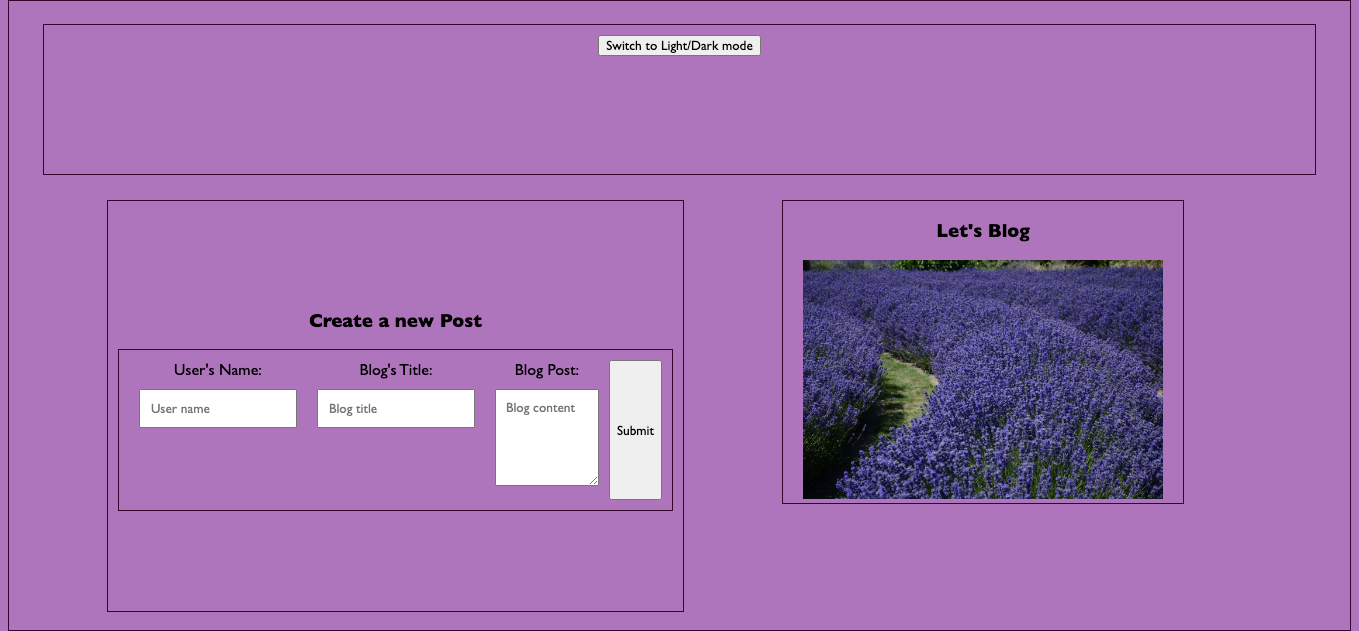 Switch to Light/Dark mode
Create a new Post
User's Name:
User name
Blog's Title:
Blog title
Blog Post:
Blog content
Submit
Let's Blog